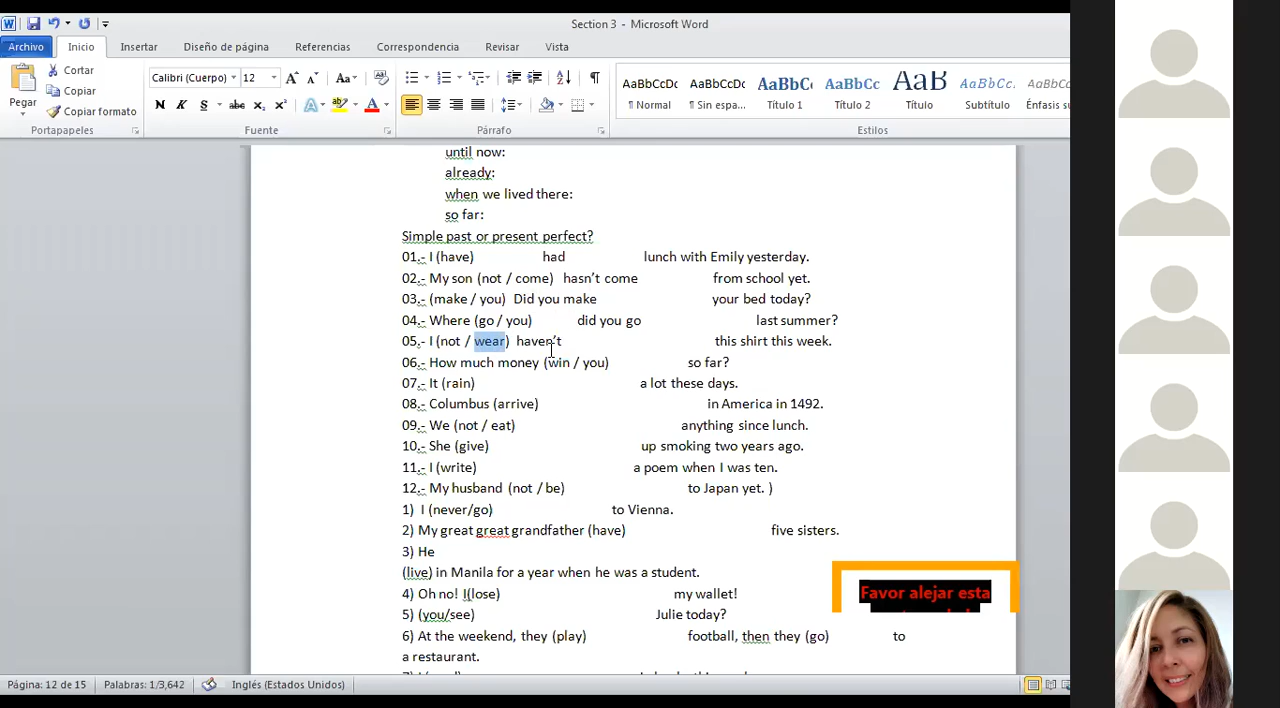 Section 3 - Microsoft Word
Archivo Inicio Insertar Diseño de página Referencias Correspondencia Revisar Vista
Pegar
Cortar
Copiar
Copiar formato
Portapapeles
Calibri (Cuerpo) 12
Fuente
Párrafo
AaBbCcDc AaBbCcDc AaBbC AaBbCc AaB AaBbCc. AaBbCc
¶ Normal ¶ Sin espa... Título 1 Título 2 Título Subtítulo Énfasis su
Estilos
until now:
already:
when we lived there:
so far:
Simple past or present perfect?
01.- I (have) had lunch with Emily yesterday.
02.- My son (not / come) hasn't come from school yet.
03.- (make / you) Did you make your bed today?
04.- Where (go / you) did you go last summer?
05.- I (not / wear) haven't this shirt this week.
06.- How much money (win / you) so far?
07.- It (rain) a lot these days.
08.- Columbus (arrive) in America in 1492.
09.- We (not / eat) anything since lunch.
10.- She (give) up smoking two years ago.
11.- I (write) a poem when I was ten.
12.- My husband (not / be) to Japan yet. )
1) I (never/go) to Vienna.
2) My great great grandfather (have) five sisters.
3) He
(live) in Manila for a year when he was a student.
4) Oh no! I(lose) my wallet!
5) (you/see) Julie today?
6) At the weekend, they (play) football, then they (go) to
a restaurant.
Favor alejar esta
Página: 12 de 15 Palabras: 1/3,642 Inglés (Estados Unidos)